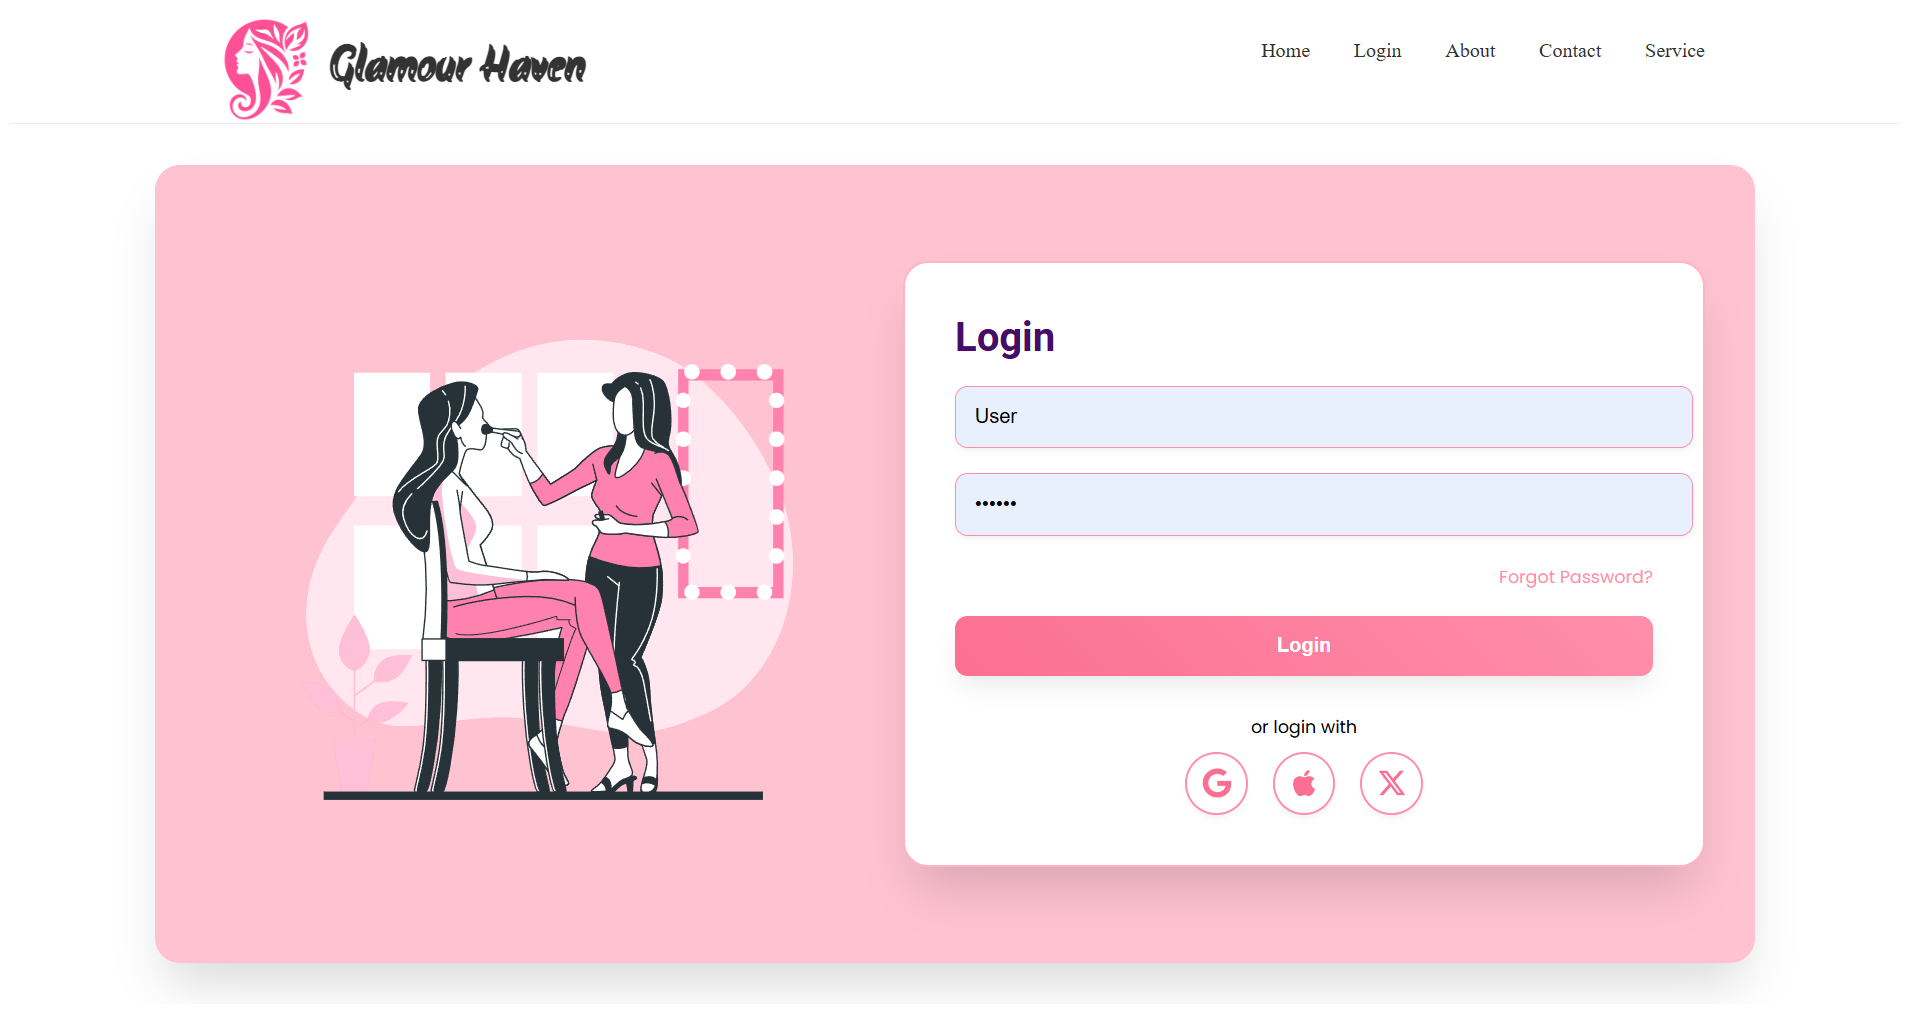 Glamour Haven
Home Login About Contact Service
Login
User
••••••
Forgot Password?
Login
or login with